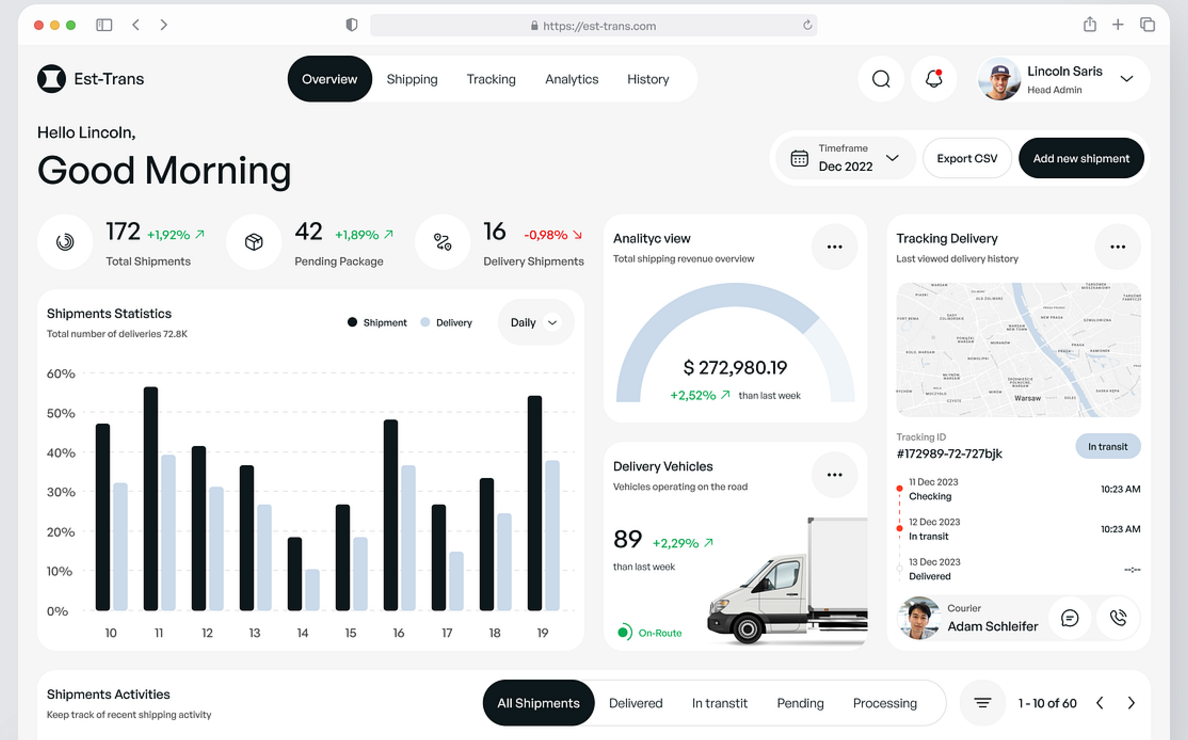 https://est-trans.com
Est-Trans
Overview
Shipping
Tracking
Analytics
History
Lincoln Saris
Head Admin
Hello Lincoln,
Good Morning
Timeframe
Dec 2022
Export CSV
Add new shipment
172 +1,92%
Total Shipments
42 +1,89%
Pending Package
16 -0,98%
Delivery Shipments
Shipments Statistics
Total number of deliveries 72.8K
Shipment
Delivery
Daily
60%
50%
40%
30%
20%
10%
0%
10 11 12 13 14 15 16 17 18 19
Analityc view
Total shipping revenue overview
$ 272,980.19
+2,52% than last week
Delivery Vehicles
Vehicles operating on the road
89 +2,29%
than last week
On-Route
Tracking Delivery
Last viewed delivery history
Warsaw
Tracking ID
#172989-72-727bjk
In transit
11 Dec 2023
Checking
10:23 AM
12 Dec 2023
In transit
10:23 AM
13 Dec 2023
Delivered
--:--
Courier
Adam Schleifer
Shipments Activities
Keep track of recent shipping activity
All Shipments
Delivered
In transtit
Pending
Processing
1 - 10 of 60